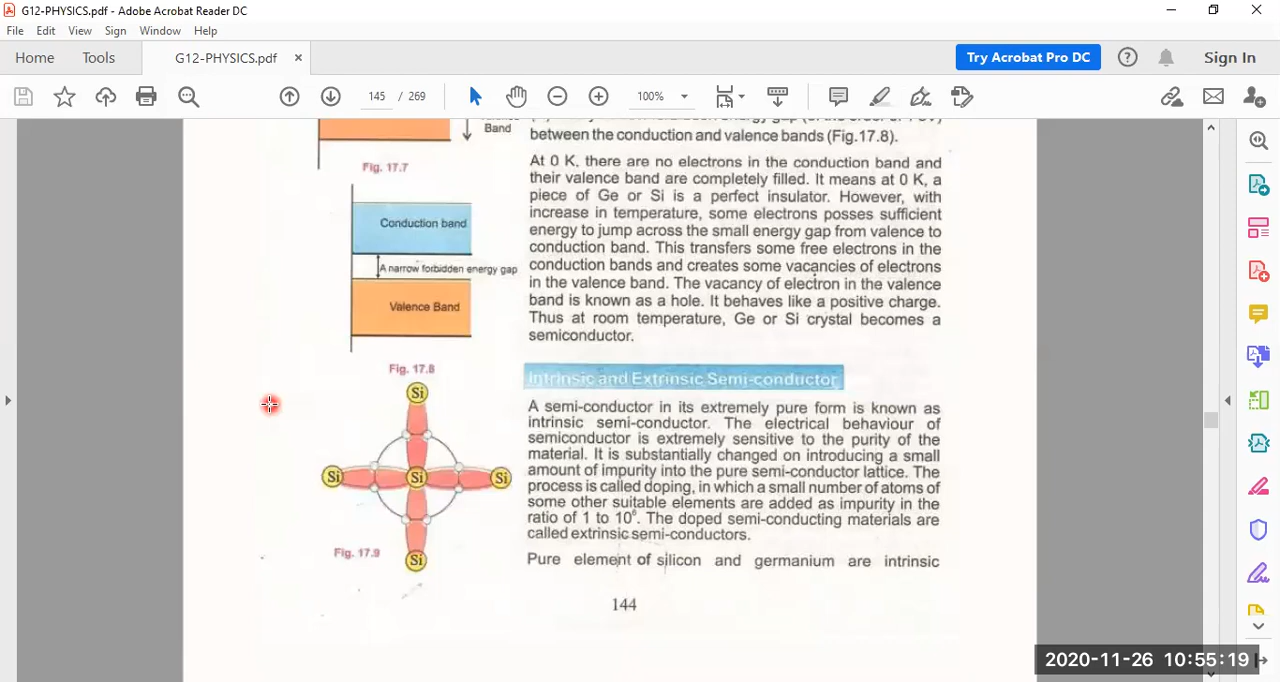 G12-PHYSICS.pdf - Adobe Acrobat Reader DC
File Edit View Sign Window Help
Home Tools G12-PHYSICS.pdf × Try Acrobat Pro DC Sign In
145 / 269 100%
Band
Fig. 17.7
Conduction band
A narrow forbidden energy gap
Valence Band
Fig. 17.8
Si
Si Si Si
Fig. 17.9
Si
between the conduction and valence bands (Fig.17.8).
At 0 K, there are no electrons in the conduction band and
their valence band are completely filled. It means at 0 K, a
piece of Ge or Si is a perfect insulator. However, with
increase in temperature, some electrons posses sufficient
energy to jump across the small energy gap from valence to
conduction band. This transfers some free electrons in the
conduction bands and creates some vacancies of electrons
in the valence band. The vacancy of electron in the valence
band is known as a hole. It behaves like a positive charge.
Thus at room temperature, Ge or Si crystal becomes a
semiconductor.
Intrinsic and Extrinsic Semi-conductor
A semi-conductor in its extremely pure form is known as
intrinsic semi-conductor. The electrical behaviour of
semiconductor is extremely sensitive to the purity of the
material. It is substantially changed on introducing a small
amount of impurity into the pure semi-conductor lattice. The
process is called doping, in which a small number of atoms of
some other suitable elements are added as impurity in the
ratio of 1 to 10⁶. The doped semi-conducting materials are
called extrinsic semi-conductors.
Pure element of silicon and germanium are intrinsic
144
2020-11-26 10:55:19